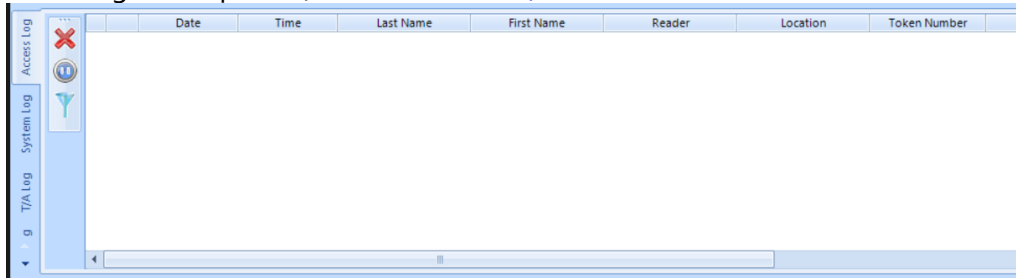 Date Time Last Name First Name Reader Location Token Number
Access Log
System Log
T/A Log
g